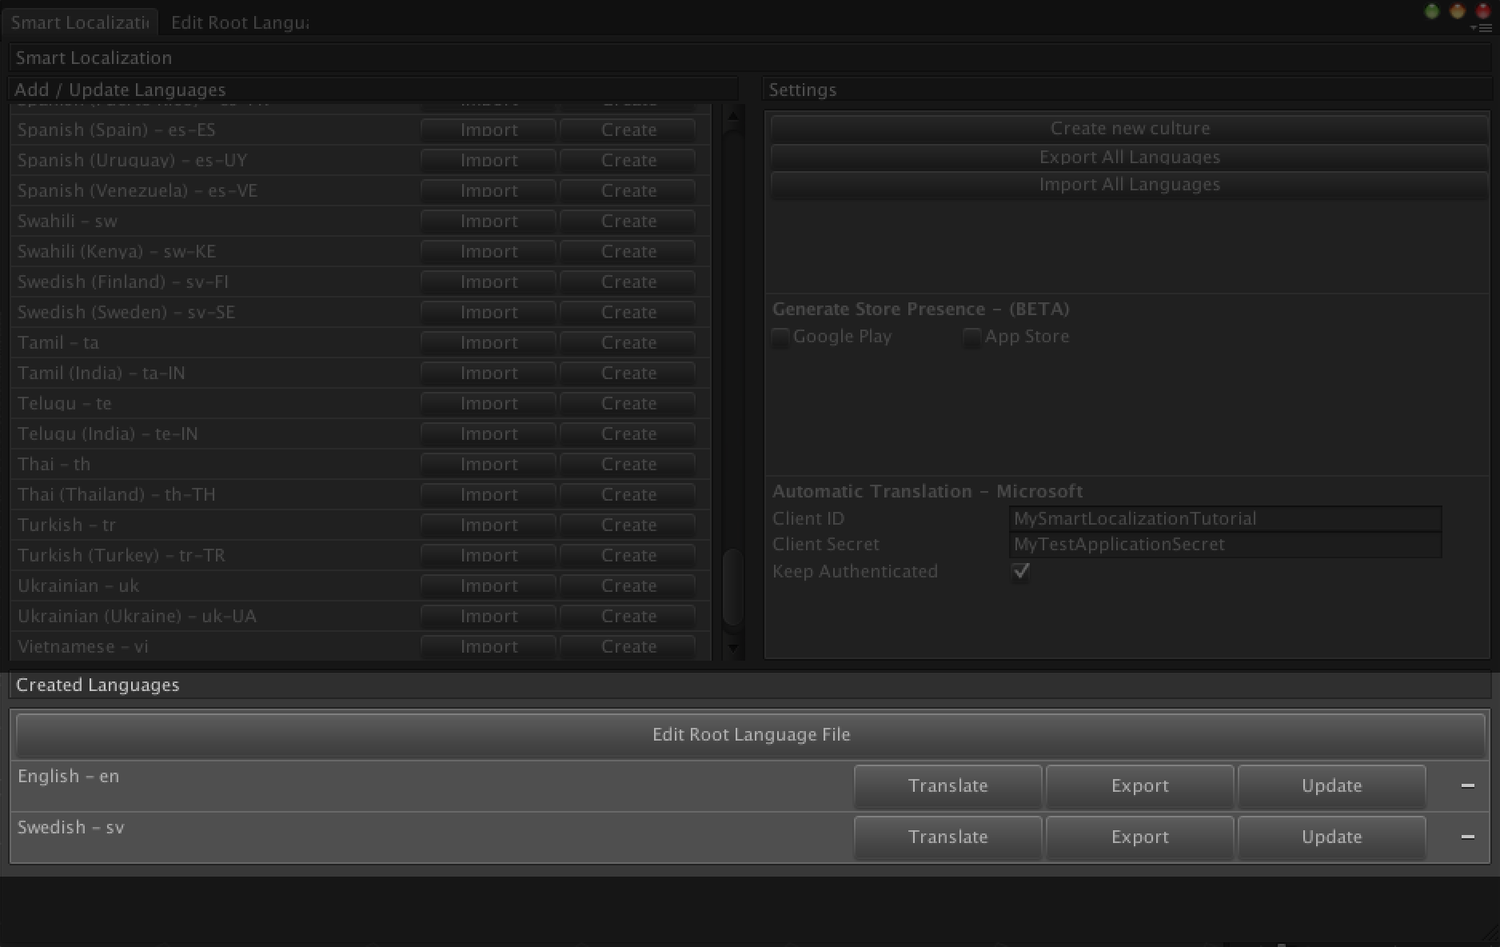 Smart Localizati
Edit Root Langu
Smart Localization
Add / Update Languages
Spanish (Spain) - es-ES Import Create
Spanish (Uruguay) - es-UY Import Create
Spanish (Venezuela) - es-VE Import Create
Swahili - sw Import Create
Swahili (Kenya) - sw-KE Import Create
Swedish (Finland) - sv-FI Import Create
Swedish (Sweden) - sv-SE Import Create
Tamil - ta Import Create
Tamil (India) - ta-IN Import Create
Telugu - te Import Create
Telugu (India) - te-IN Import Create
Thai - th Import Create
Thai (Thailand) - th-TH Import Create
Turkish - tr Import Create
Turkish (Turkey) - tr-TR Import Create
Ukrainian - uk Import Create
Ukrainian (Ukraine) - uk-UA Import Create
Vietnamese - vi Import Create
Settings
Create new culture
Export All Languages
Import All Languages
Generate Store Presence - (BETA)
Google Play App Store
Automatic Translation - Microsoft
Client ID MySmartLocalizationTutorial
Client Secret MyTestApplicationSecret
Keep Authenticated
Created Languages
Edit Root Language File
English - en Translate Export Update -
Swedish - sv Translate Export Update -